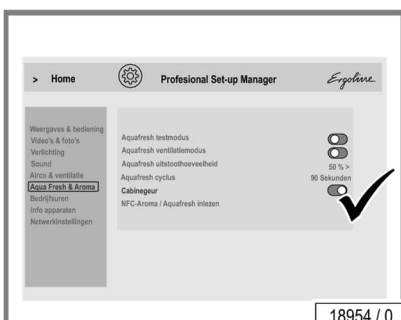 > Home
Profesional Set-up Manager
Ergoline
Weergaves & bediening
Video's & foto's
Verlichting
Sound
Airco & ventilatie
Aqua Fresh & Aroma
Bedrijfsuren
Info apparaten
Netwerkinstellingen
Aquafresh testmodus
Aquafresh ventilatiemodus
Aquafresh uitstoothoeveelheid
50 % >
Aquafresh cyclus
90 Sekunden
Cabinegeur
NFC-Aroma / Aquafresh inlezen
18954 / 0